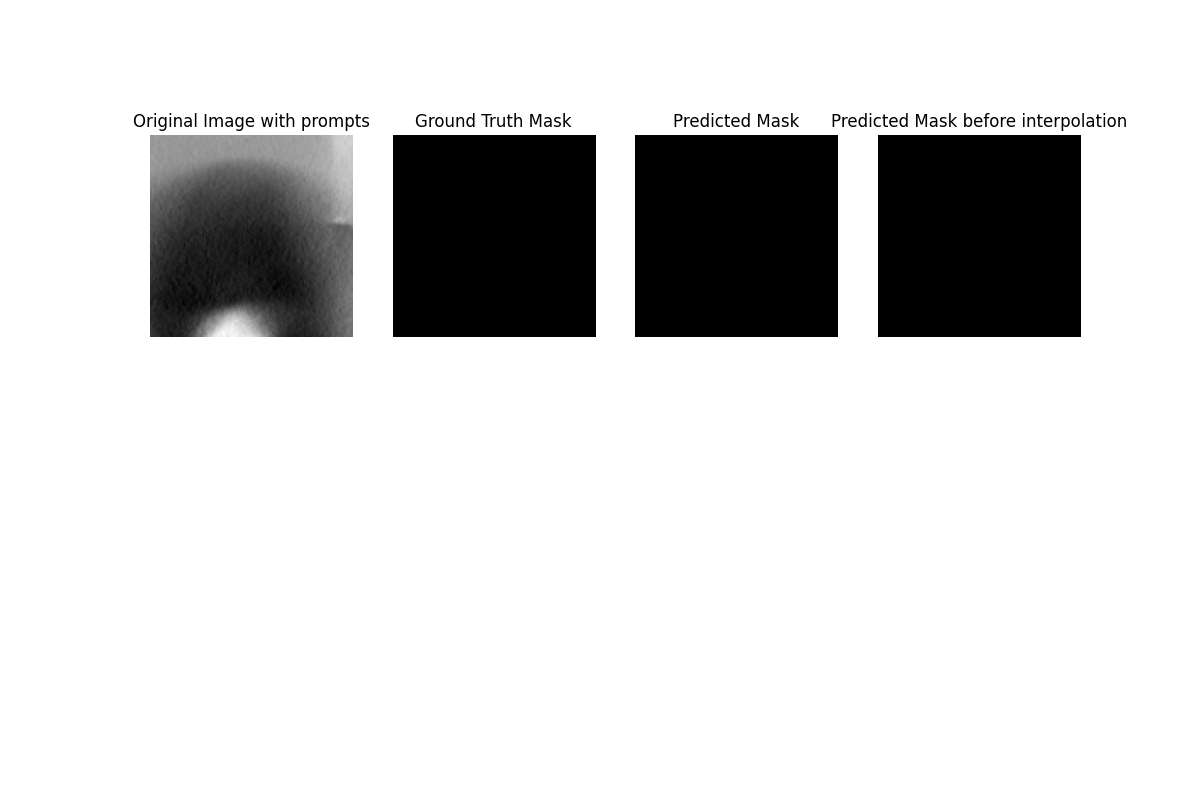 Original Image with prompts
Ground Truth Mask
Predicted Mask
Predicted Mask before interpolation